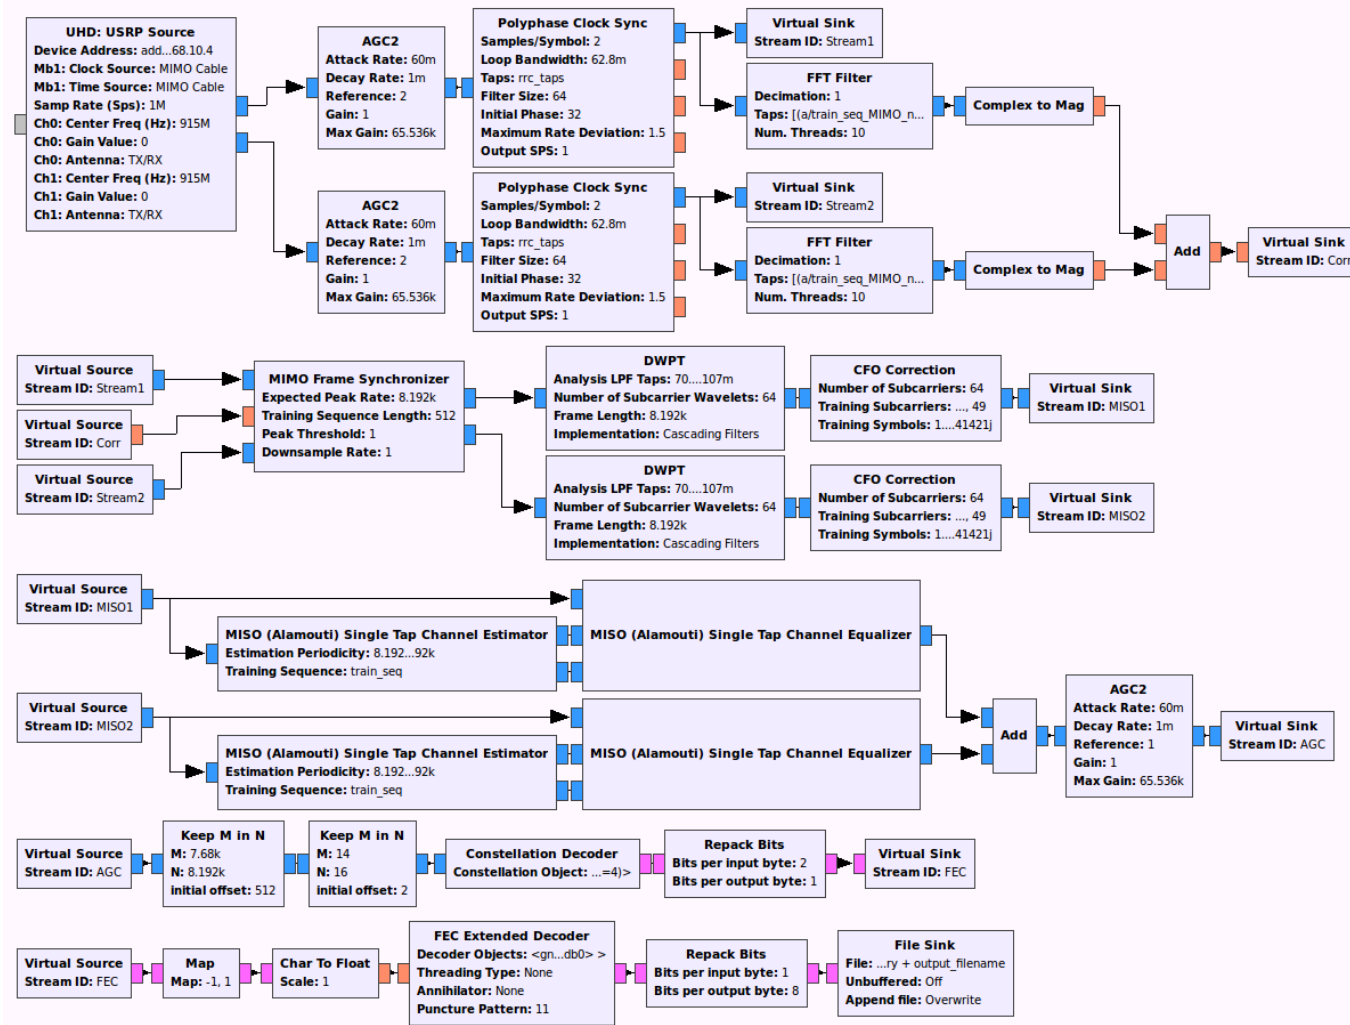 UHD: USRP Source
Device Address: add...68.10.4
Mb1: Clock Source: MIMO Cable
Mb1: Time Source: MIMO Cable
Samp Rate (Sps): 1M
Ch0: Center Freq (Hz): 915M
Ch0: Gain Value: 0
Ch0: Antenna: TX/RX
Ch1: Center Freq (Hz): 915M
Ch1: Gain Value: 0
Ch1: Antenna: TX/RX
AGC2
Attack Rate: 60m
Decay Rate: 1m
Reference: 2
Gain: 1
Max Gain: 65.536k
Polyphase Clock Sync
Samples/Symbol: 2
Loop Bandwidth: 62.8m
Taps: rrc_taps
Filter Size: 64
Initial Phase: 32
Maximum Rate Deviation: 1.5
Output SPS: 1
Virtual Sink
Stream ID: Stream1
FFT Filter
Decimation: 1
Taps: [(a/train_seq_MIMO_n...
Num. Threads: 10
Complex to Mag
AGC2
Attack Rate: 60m
Decay Rate: 1m
Reference: 2
Gain: 1
Max Gain: 65.536k
Polyphase Clock Sync
Samples/Symbol: 2
Loop Bandwidth: 62.8m
Taps: rrc_taps
Filter Size: 64
Initial Phase: 32
Maximum Rate Deviation: 1.5
Output SPS: 1
Virtual Sink
Stream ID: Stream2
FFT Filter
Decimation: 1
Taps: [(a/train_seq_MIMO_n...
Num. Threads: 10
Complex to Mag
Add
Virtual Sink
Stream ID: Corr
Virtual Source
Stream ID: Stream1
Virtual Source
Stream ID: Corr
Virtual Source
Stream ID: Stream2
MIMO Frame Synchronizer
Expected Peak Rate: 8.192k
Training Sequence Length: 512
Peak Threshold: 1
Downsample Rate: 1
DWPT
Analysis LPF Taps: 70....107m
Number of Subcarrier Wavelets: 64
Frame Length: 8.192k
Implementation: Cascading Filters
CFO Correction
Number of Subcarriers: 64
Training Subcarriers: ..., 49
Training Symbols: 1....41421j
Virtual Sink
Stream ID: MISO1
DWPT
Analysis LPF Taps: 70....107m
Number of Subcarrier Wavelets: 64
Frame Length: 8.192k
Implementation: Cascading Filters
CFO Correction
Number of Subcarriers: 64
Training Subcarriers: ..., 49
Training Symbols: 1....41421j
Virtual Sink
Stream ID: MISO2
Virtual Source
Stream ID: MISO1
MISO (Alamouti) Single Tap Channel Estimator
Estimation Periodicity: 8.192...92k
Training Sequence: train_seq
MISO (Alamouti) Single Tap Channel Equalizer
Virtual Source
Stream ID: MISO2
MISO (Alamouti) Single Tap Channel Estimator
Estimation Periodicity: 8.192...92k
Training Sequence: train_seq
MISO (Alamouti) Single Tap Channel Equalizer
Add
AGC2
Attack Rate: 60m
Decay Rate: 1m
Reference: 1
Gain: 1
Max Gain: 65.536k
Virtual Sink
Stream ID: AGC
Virtual Source
Stream ID: AGC
Keep M in N
M: 7.68k
N: 8.192k
initial offset: 512
Keep M in N
M: 14
N: 16
initial offset: 2
Constellation Decoder
Constellation Object: ...=4)>
Repack Bits
Bits per input byte: 2
Bits per output byte: 1
Virtual Sink
Stream ID: FEC
Virtual Source
Stream ID: FEC
Map
Map: -1, 1
Char To Float
Scale: 1
FEC Extended Decoder
Decoder Objects: <gn...db0> >
Threading Type: None
Annihilator: None
Puncture Pattern: 11
Repack Bits
Bits per input byte: 1
Bits per output byte: 8
File Sink
File: ...ry + output_filename
Unbuffered: Off
Append file: Overwrite